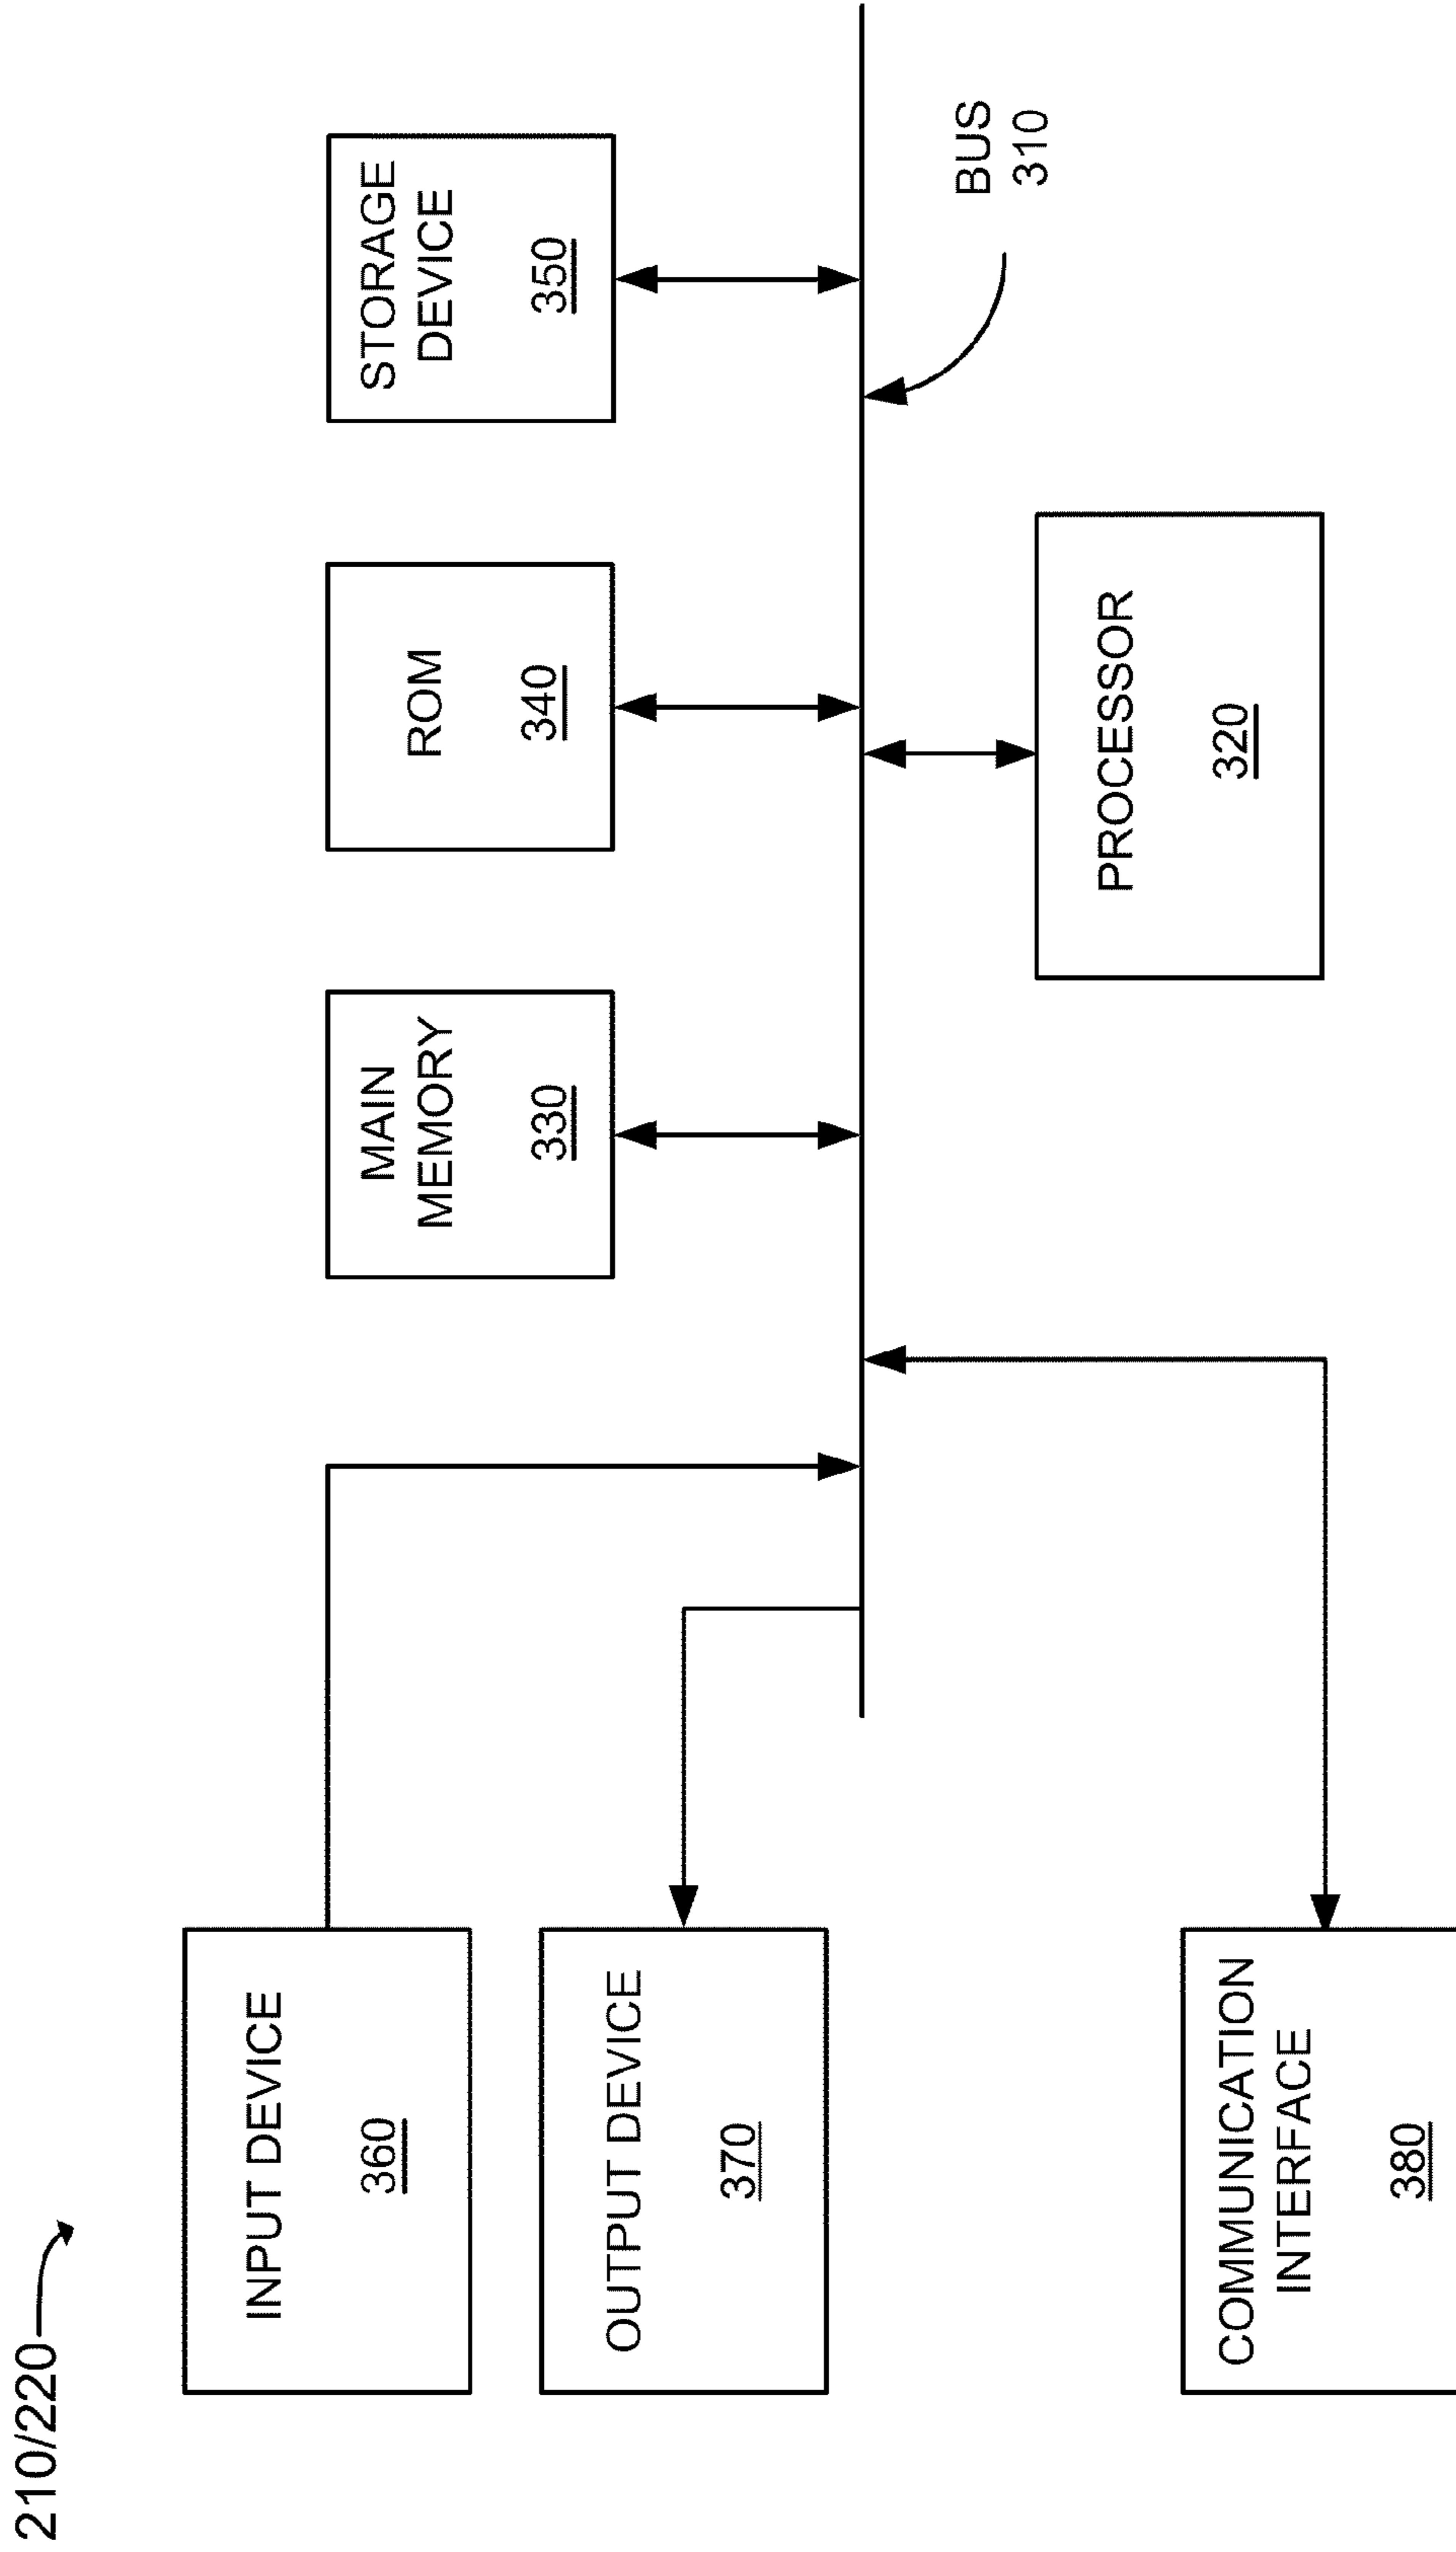 210/220
INPUT DEVICE
360
OUTPUT DEVICE
370
COMMUNICATION
INTERFACE
380
MAIN
MEMORY
330
ROM
340
STORAGE
DEVICE
350
PROCESSOR
320
BUS
310